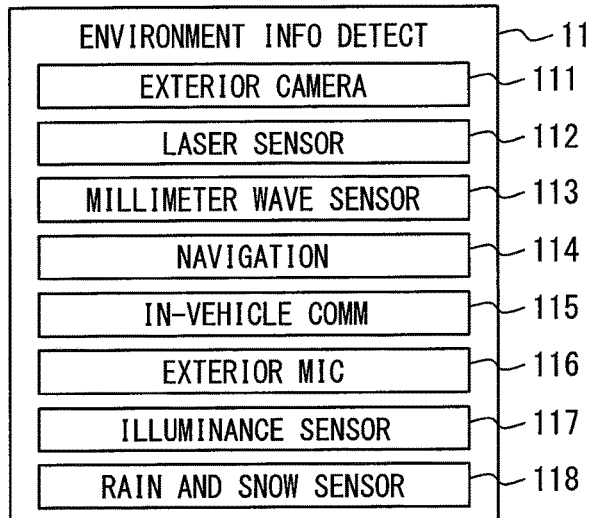 ENVIRONMENT INFO DETECT 11
EXTERIOR CAMERA 111
LASER SENSOR 112
MILLIMETER WAVE SENSOR 113
NAVIGATION 114
IN-VEHICLE COMM 115
EXTERIOR MIC 116
ILLUMINANCE SENSOR 117
RAIN AND SNOW SENSOR 118